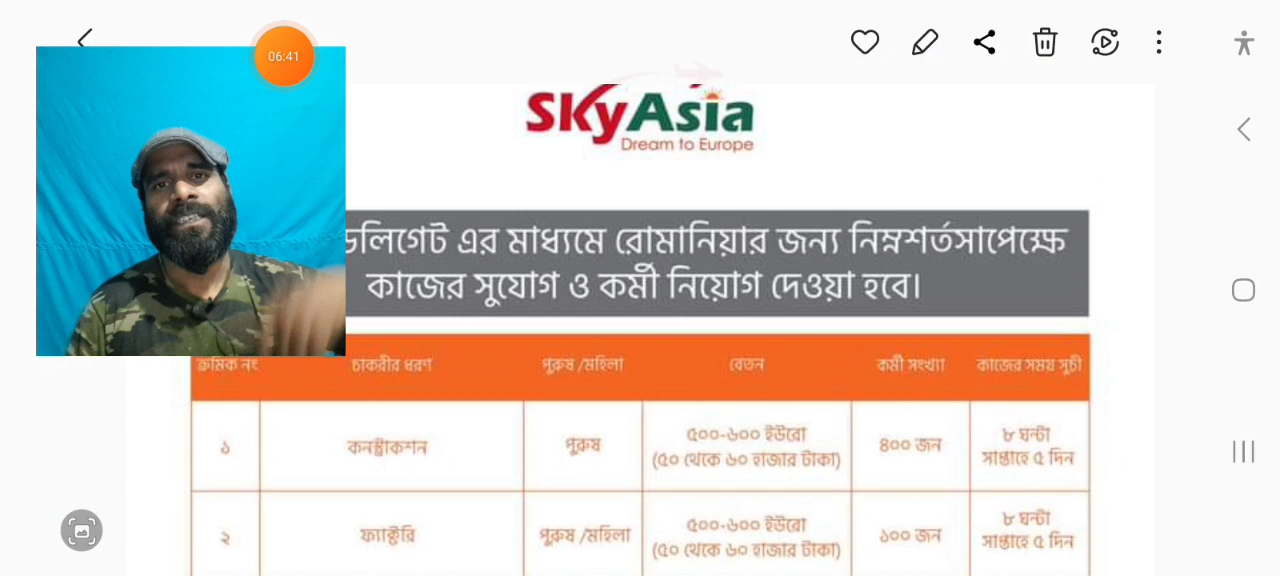 06:41
SkyAsia
Dream to Europe
এর মাধ্যমে রোমানিয়ার জন্য নিম্নশর্তসাপেক্ষে
কাজের সুযোগ ও কর্মী নিয়োগ দেওয়া হবে।
ক্রমিক নং চাকরীর ধরণ পুরুষ /মহিলা বেতন কর্মী সংখ্যা কাজের সময় সূচী
১ কনস্ট্রাকশন পুরুষ ৫০০-৬০০ ইউরো (৫০ থেকে ৬০ হাজার টাকা) ৪০০ জন ৮ ঘন্টা সাপ্তাহে ৫ দিন
২ ফ্যাক্টরি পুরুষ /মহিলা ৫০০-৬০০ ইউরো (৫০ থেকে ৬০ হাজার টাকা) ১০০ জন ৮ ঘন্টা সাপ্তাহে ৫ দিন